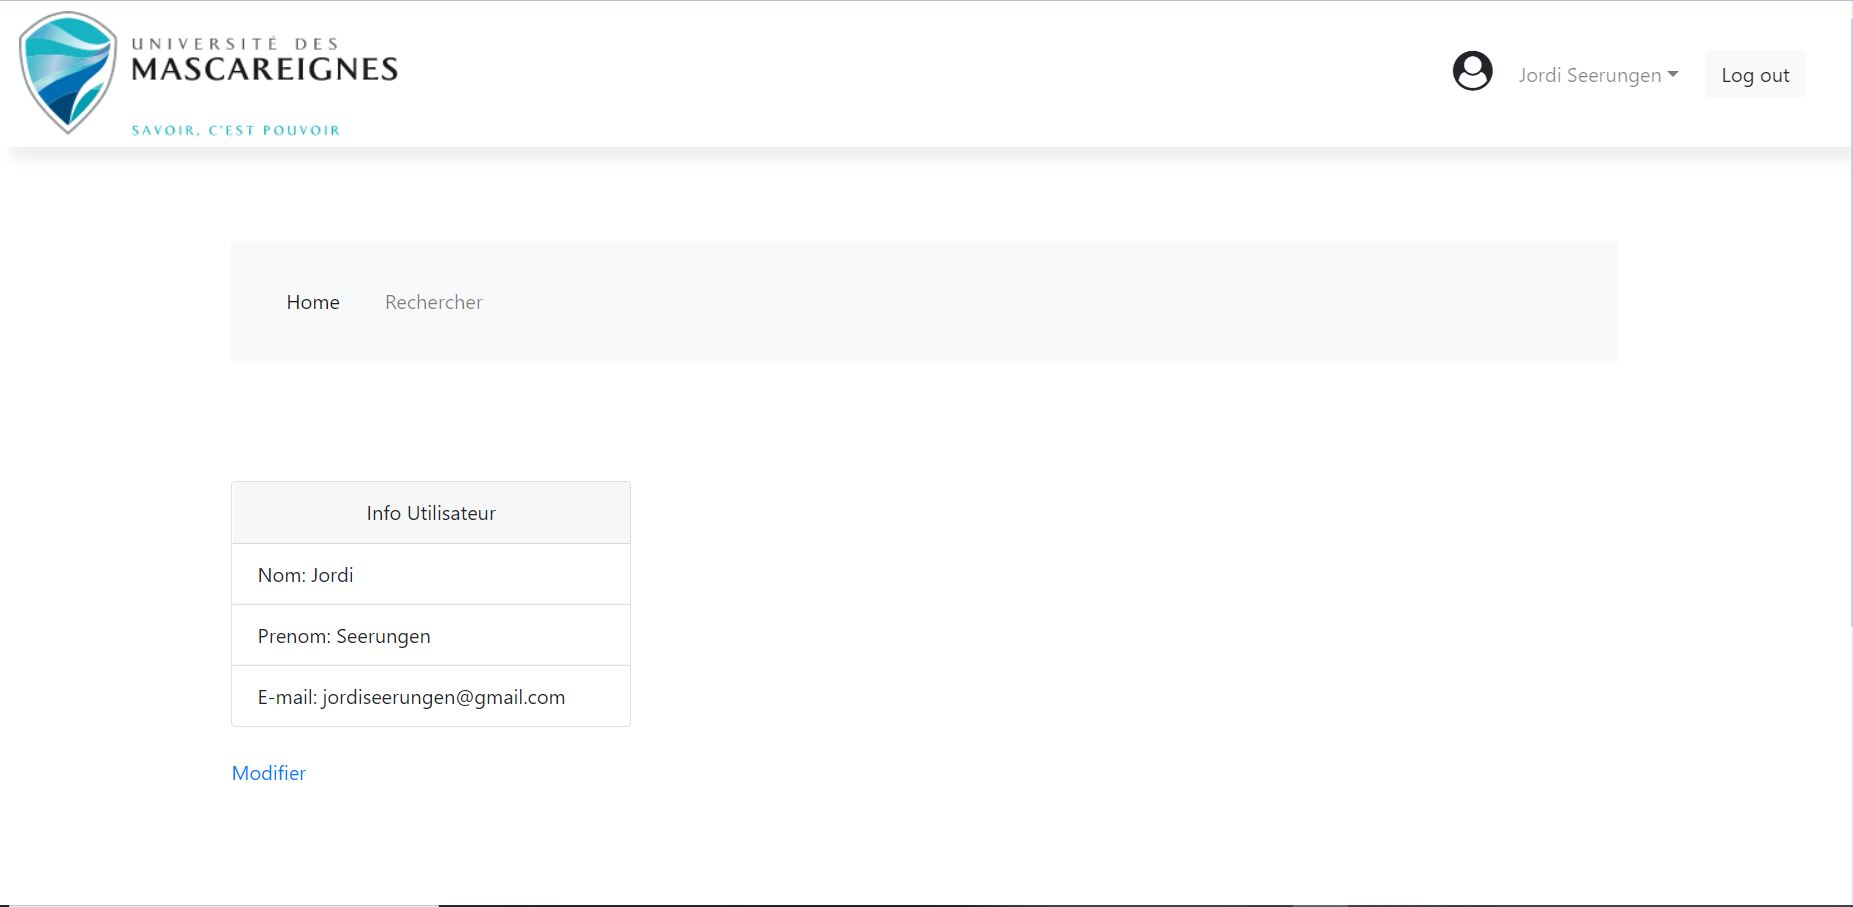 UNIVERSITÉ DES
MASCAREIGNES
SAVOIR, C'EST POUVOIR
Jordi Seerungen
Log out
Home
Rechercher
Info Utilisateur
Nom: Jordi
Prenom: Seerungen
E-mail: jordiseerungen@gmail.com
Modifier